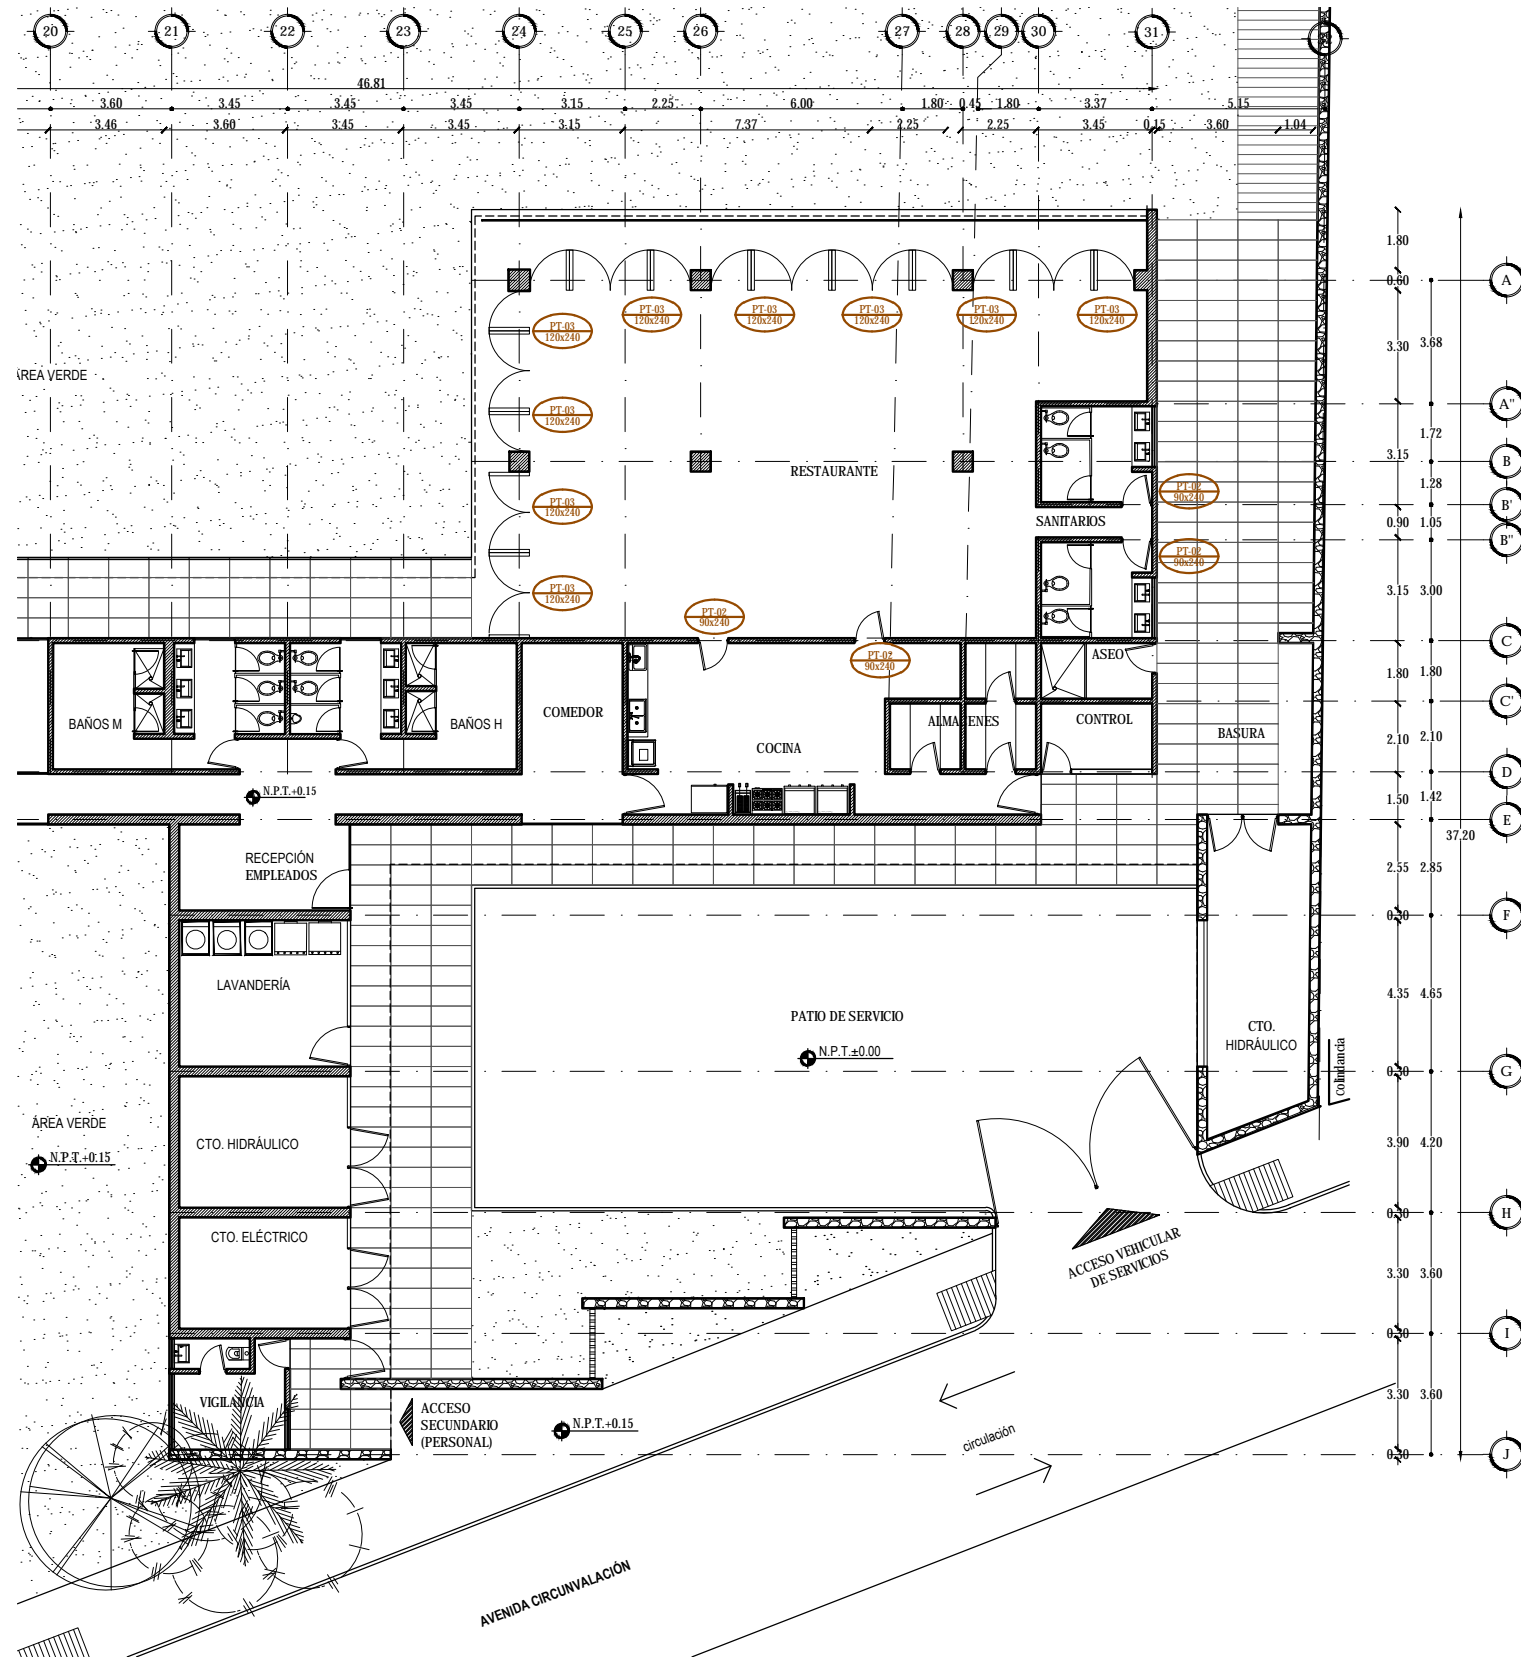 20 21 22 23 24 25 26 27 28 29 30 31
46.81
3.60 3.45 3.45 3.45 3.15 2.25 6.00 1.80 0.45 1.80 3.37 5.15
3.46 3.60 3.45 3.45 3.15 7.37 2.25 2.25 3.45 0.15 3.60 1.04
1.80
0.60
A
PT-03
120x240
PT-03
120x240
PT-03
120x240
PT-03
120x240
PT-03
120x240
PT-03
120x240
3.30 3.68
ÁREA VERDE
PT-03
120x240
A"
1.72
3.15
B
RESTAURANTE
1.28
PT-02
90x240
PT-03
120x240
B'
SANITARIOS
0.90 1.05
B"
PT-02
90x240
PT-03
120x240
3.15 3.00
PT-02
90x240
C
PT-02
90x240
ASEO
1.80 1.80
C'
BAÑOS M
BAÑOS H
COMEDOR
ALMACENES
CONTROL
BASURA
COCINA
2.10 2.10
D
N.P.T.+0.15
1.50 1.42
E
37.20
RECEPCIÓN
EMPLEADOS
2.55 2.85
0.30
F
LAVANDERÍA
4.35 4.65
PATIO DE SERVICIO
N.P.T.±0.00
CTO.
HIDRÁULICO
Colindancia
0.30
G
ÁREA VERDE
N.P.T.+0.15
CTO. HIDRÁULICO
3.90 4.20
0.30
H
CTO. ELÉCTRICO
ACCESO VEHICULAR
DE SERVICIOS
3.30 3.60
0.30
I
VIGILANCIA
ACCESO
SECUNDARIO
(PERSONAL)
N.P.T.+0.15
3.30 3.60
circulación
0.30
J
AVENIDA CIRCUNVALACIÓN